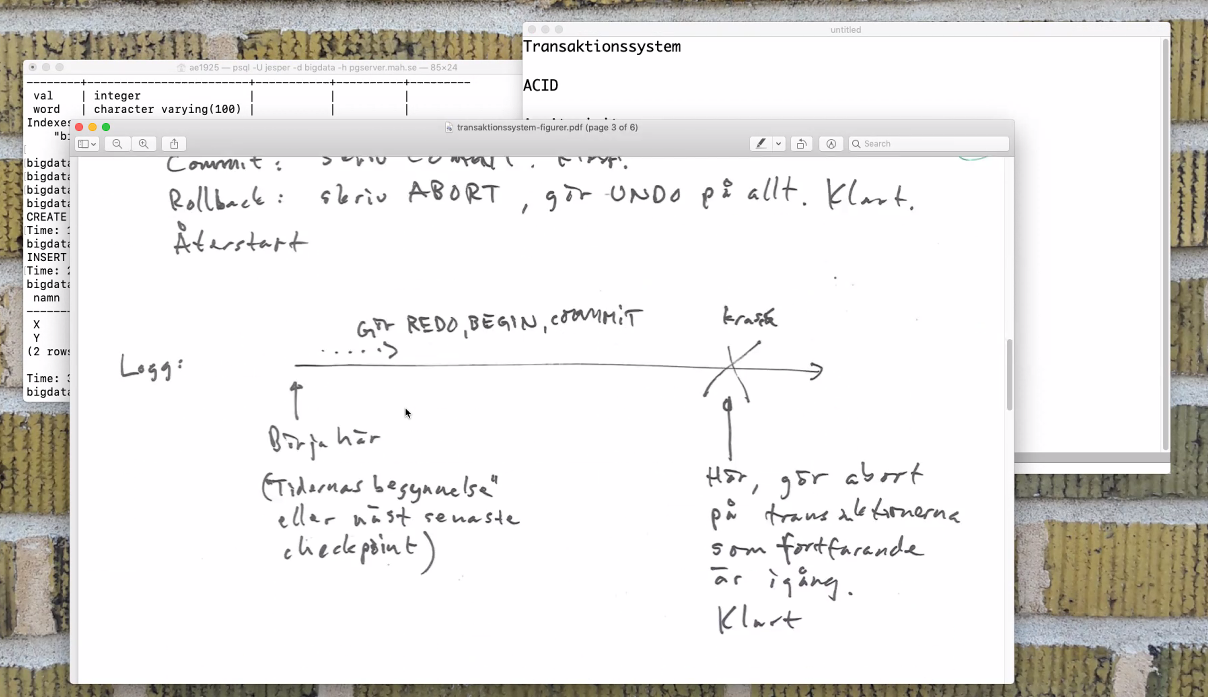 untitled
Transaktionssystem
ACID
ae1925 — psql -U jesper -d bigdata -h pgserver.mah.se — 85×24
--------+-----------------------+-----------+----------+---------
val | integer | | |
word | character varying(100) | | |
Indexes
"bi
bigdata
bigdata
bigdata
bigdata
CREATE
Time: 1
bigdata
INSERT
Time: 2
bigdata
namn
X
Y
(2 rows
Time: 3
bigdata
transaktionssystem-figurer.pdf (page 3 of 6)
Search
Commit: skriv COMMIT. Klart.
Rollback: skriv ABORT, gör UNDO på allt. Klart.
Återstart
Gör REDO, BEGIN, COMMIT
krasch
Logg:
Börja här
("Tidernas begynnelse"
eller näst senaste
checkpoint)
Här, gör abort
på transaktionerna
som fortfarande
är igång.
Klart